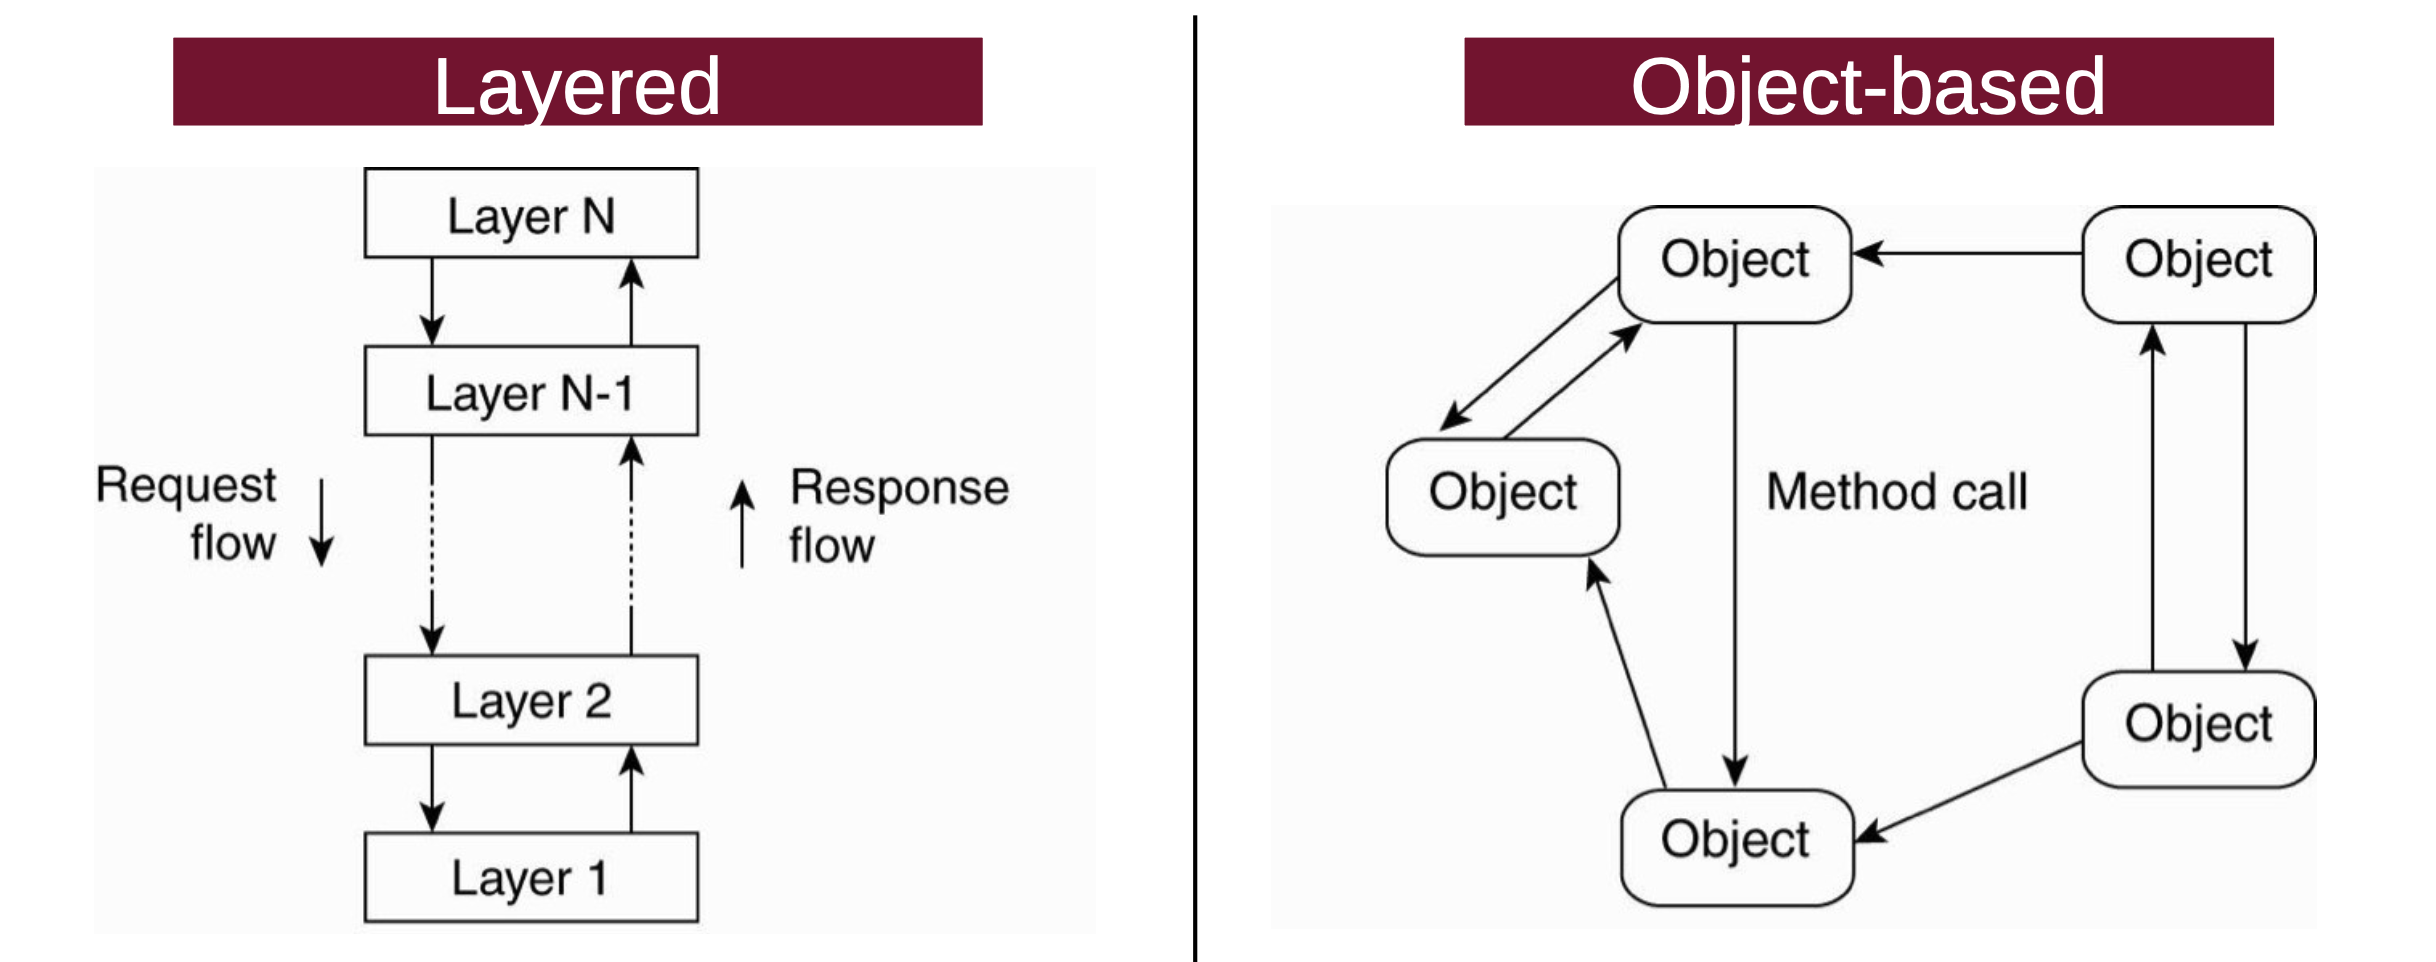 Layered
Layer N
Layer N-1
Request
flow
Response
flow
Layer 2
Layer 1
Object-based
Object
Object
Object
Method call
Object
Object